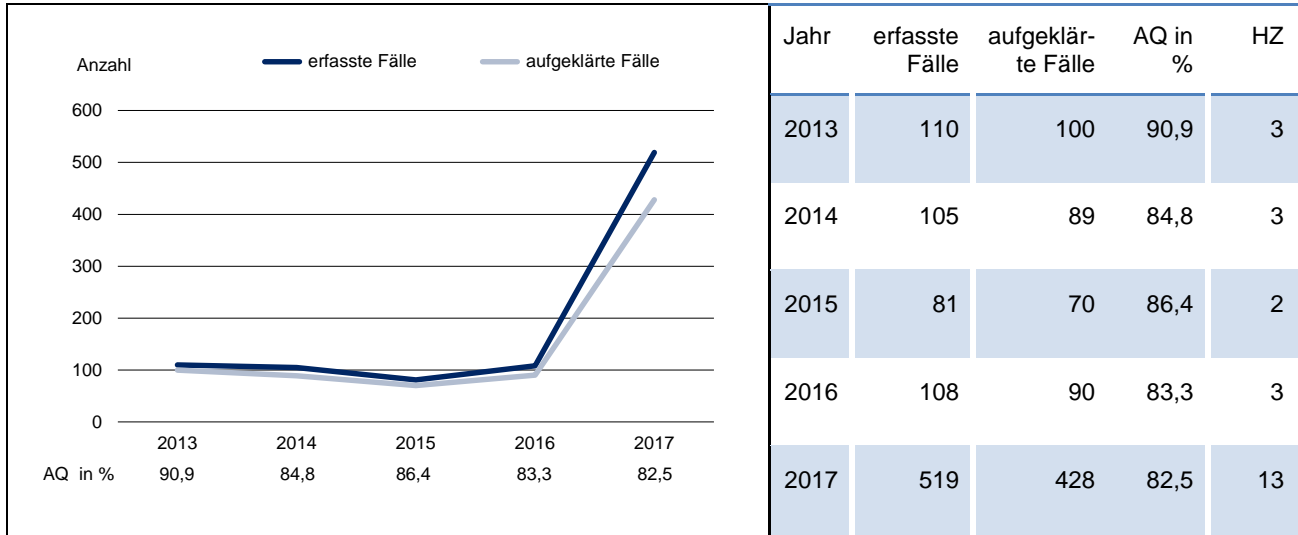 Anzahl
erfasste Fälle aufgeklärte Fälle
600
500
400
300
200
100
0
2013 2014 2015 2016 2017
AQ in % 90,9 84,8 86,4 83,3 82,5
Jahr erfasste aufgeklär- AQ in HZ
Fälle te Fälle %
2013 110 100 90,9 3
2014 105 89 84,8 3
2015 81 70 86,4 2
2016 108 90 83,3 3
2017 519 428 82,5 13